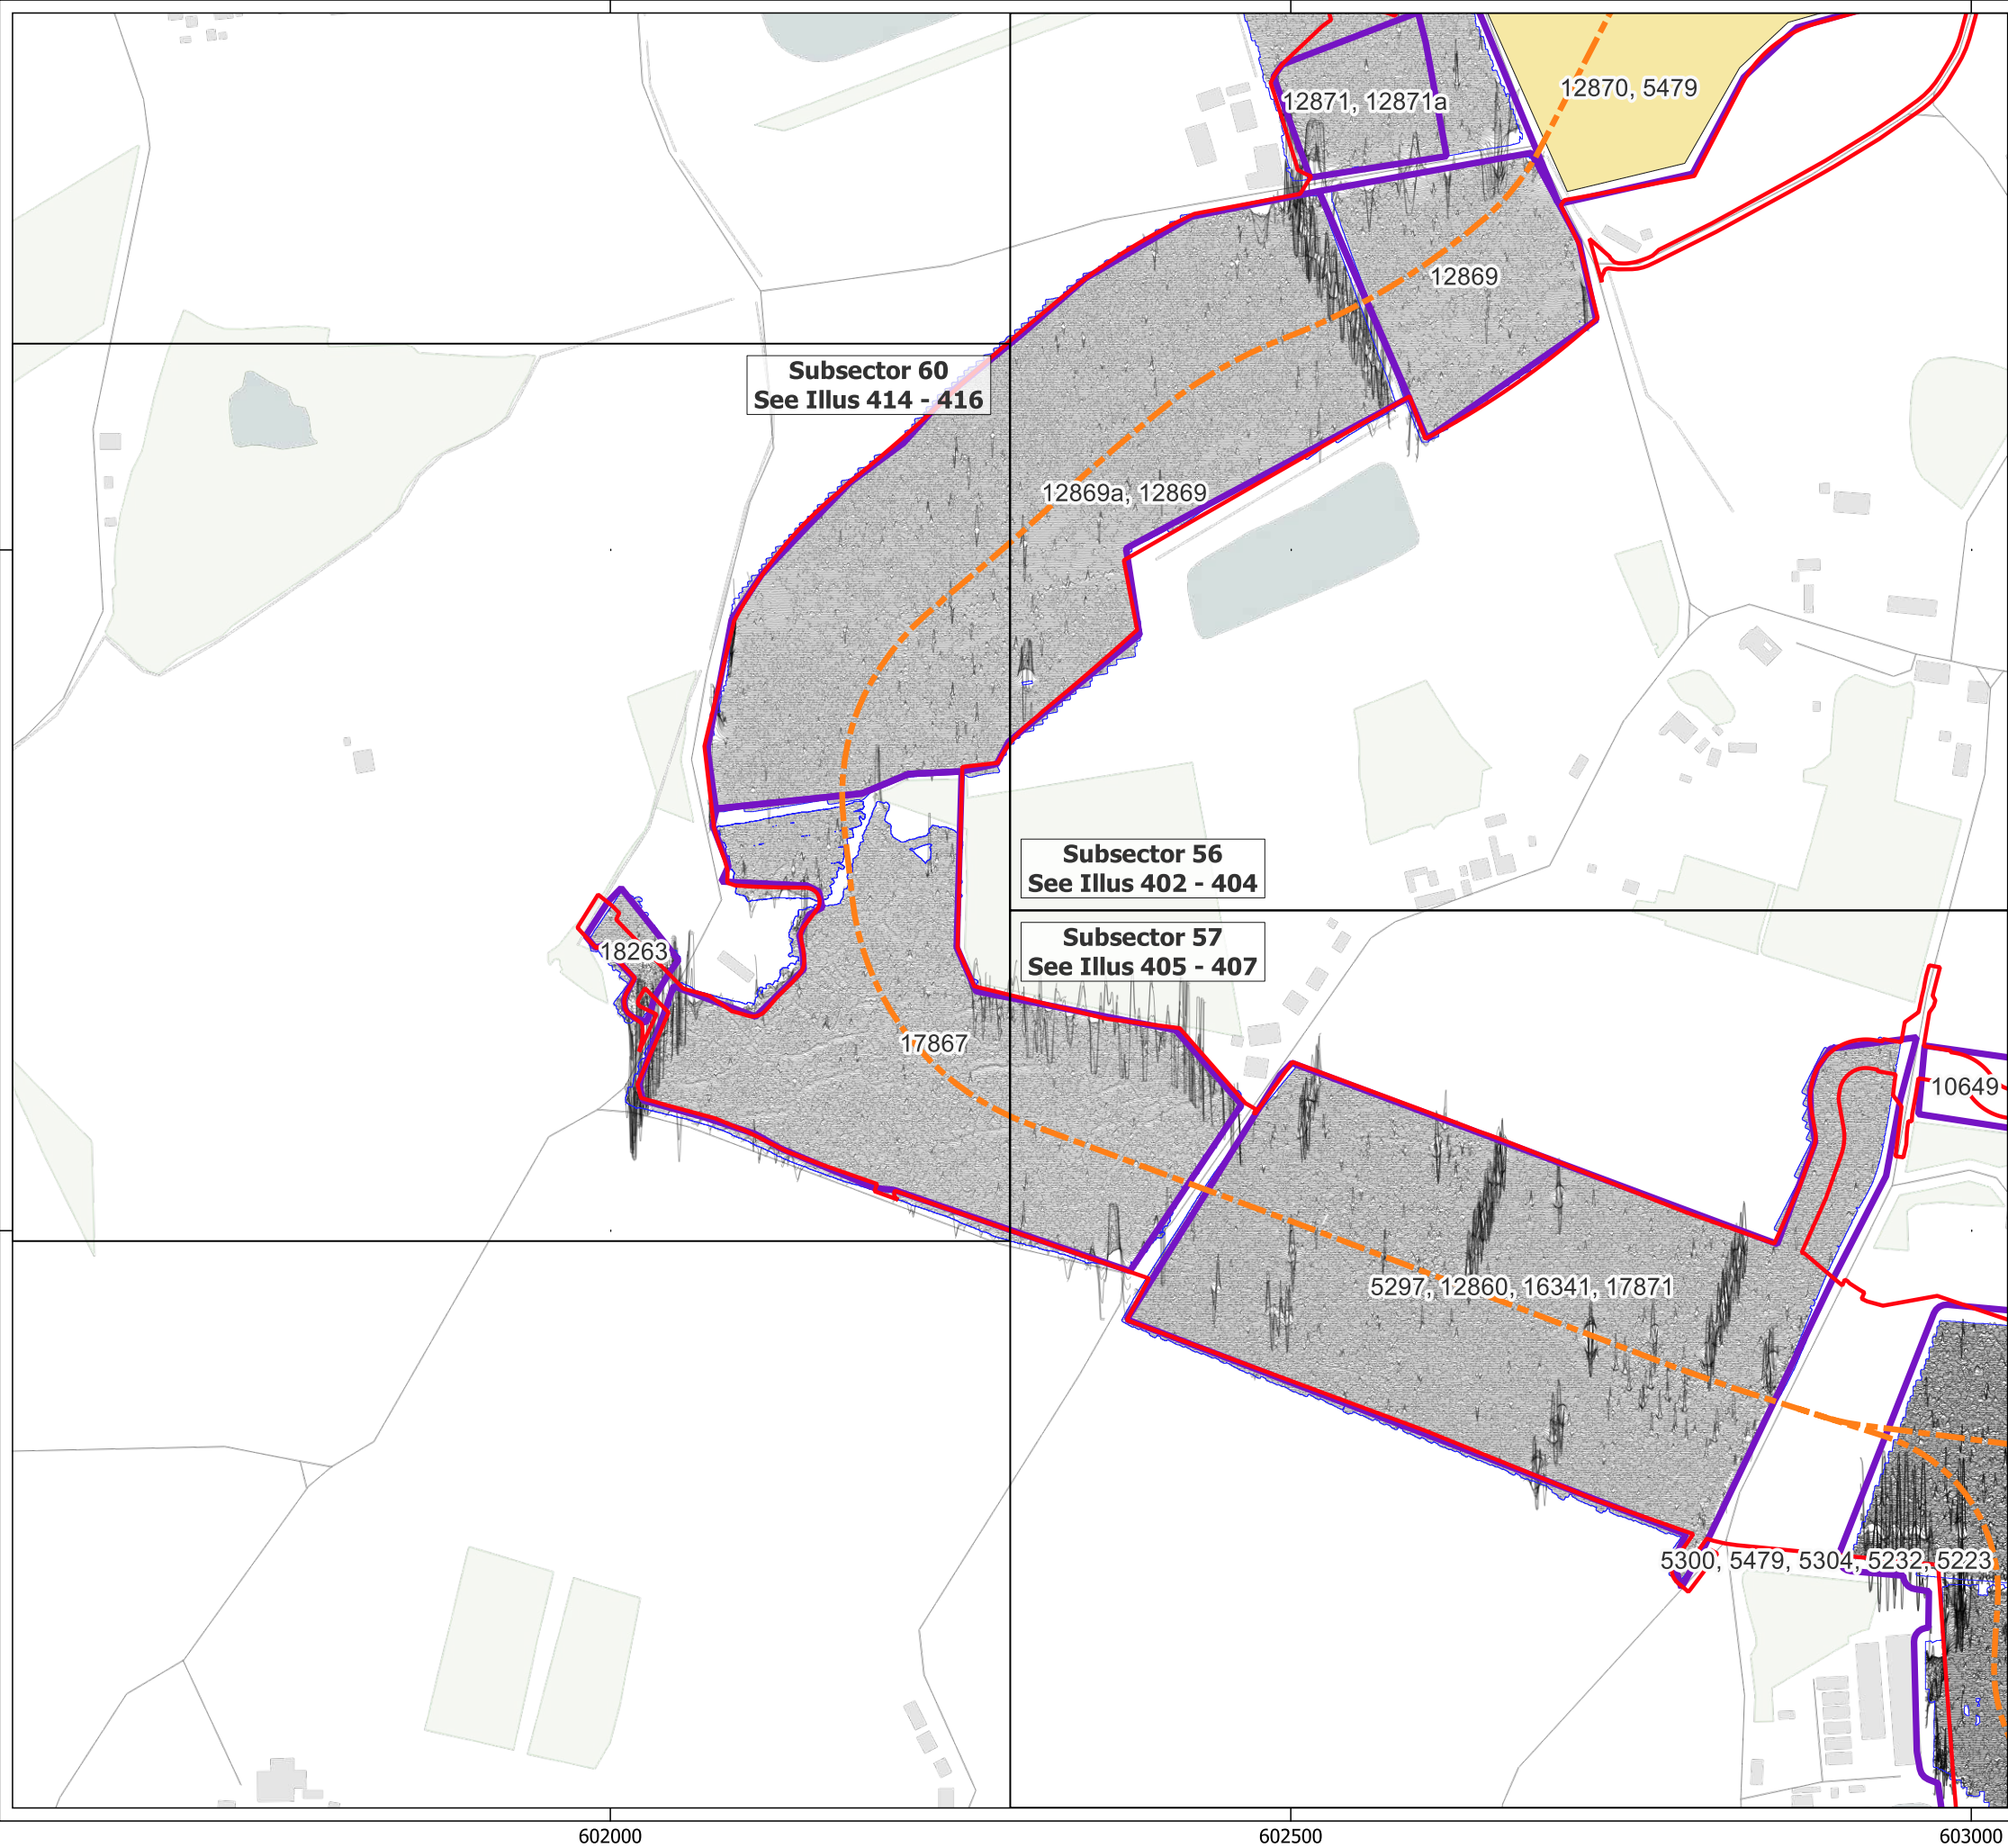 12870, 5479
12871, 12871a
12869
Subsector 60
See Illus 414 - 416
12869a, 12869
Subsector 56
See Illus 402 - 404
Subsector 57
See Illus 405 - 407
18263
17867
10649
5297, 12860, 16341, 17871
5300, 5479, 5304, 5232, 5223
602000
602500
603000